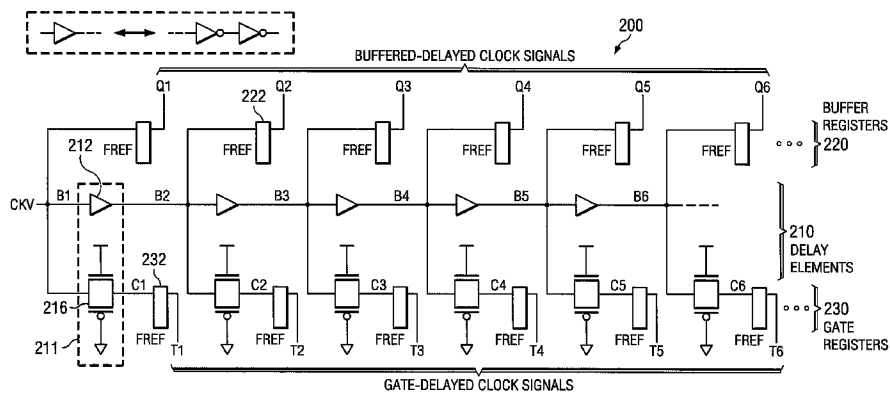 200
BUFFERED-DELAYED CLOCK SIGNALS
Q1 Q2 Q3 Q4 Q5 Q6
222
FREF FREF FREF FREF FREF FREF
BUFFER
REGISTERS
220
212
CKV B1 B2 B3 B4 B5 B6
210
DELAY
ELEMENTS
232
C1 C2 C3 C4 C5 C6
216
FREF FREF FREF FREF FREF FREF
230
GATE
REGISTERS
211
T1 T2 T3 T4 T5 T6
GATE-DELAYED CLOCK SIGNALS